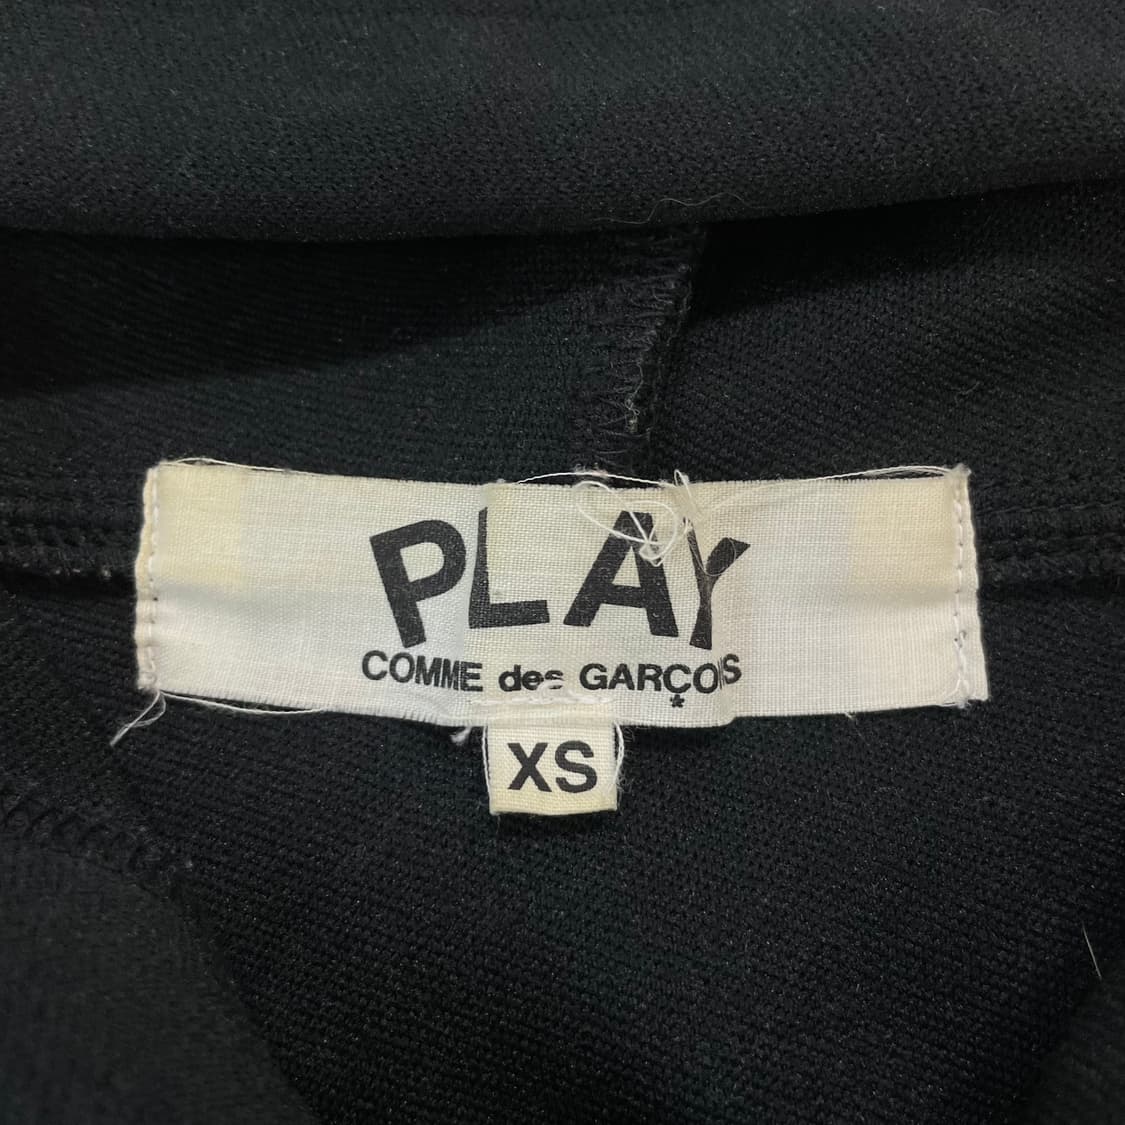 PLAY
COMME des GARÇONS
*
XS